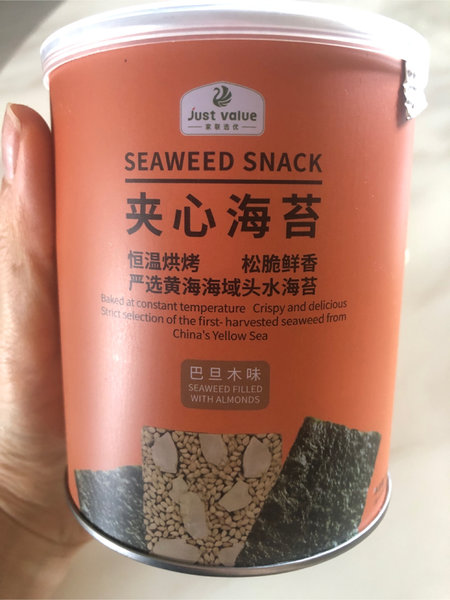 Just value
家联选优
SEAWEED SNACK
夹心海苔
恒温烘烤 松脆鲜香
严选黄海海域头水海苔
Baked at constant temperature Crispy and delicious
Strict selection of the first- harvested seaweed from
China's Yellow Sea
巴旦木味
SEAWEED FILLED
WITH ALMONDS